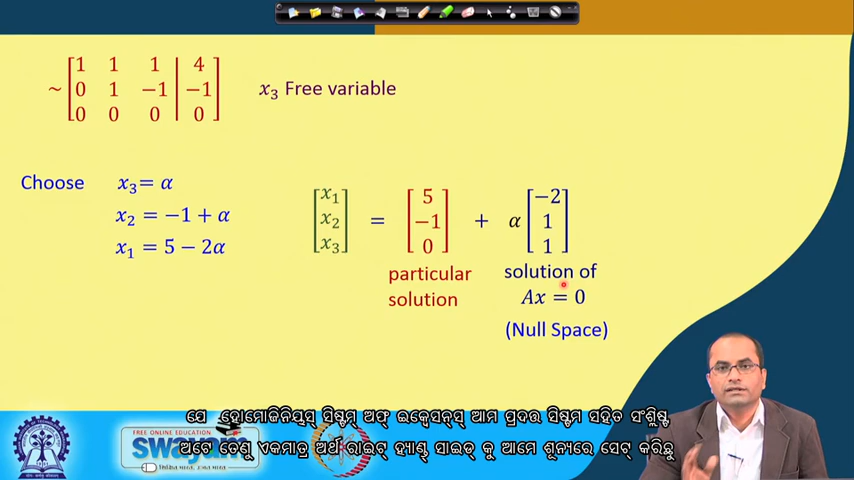 ~ [1 1 1 | 4]
[0 1 −1 | −1]
[0 0 0 | 0]
x₃ Free variable
Choose x₃= α
x₂ = −1 + α
x₁ = 5 − 2α
[x₁ x₂ x₃] = [5 −1 0] + α [−2 1 1]
particular
solution
solution of
Ax = 0
(Null Space)
ଯେ ହୋମୋଜିନିୟସ୍ ସିଷ୍ଟମ୍ ଅଫ୍ ଇକ୍ୱେସନ୍ସ୍ ଆମ ପ୍ରଦତ୍ତ ସିଷ୍ଟମ ସହିତ ସଂଶ୍ଳିଷ୍ଟ
ଅଟେ ତେଣୁ ଏକମାତ୍ର ଅର୍ଥ ରାଇଟ୍ ହ୍ୟାଣ୍ଡ୍ ସାଇଡ୍ କୁ ଆମେ ଶୂନ୍ୟରେ ସେଟ୍ କରିଛୁ
FREE ONLINE EDUCATION
swayam